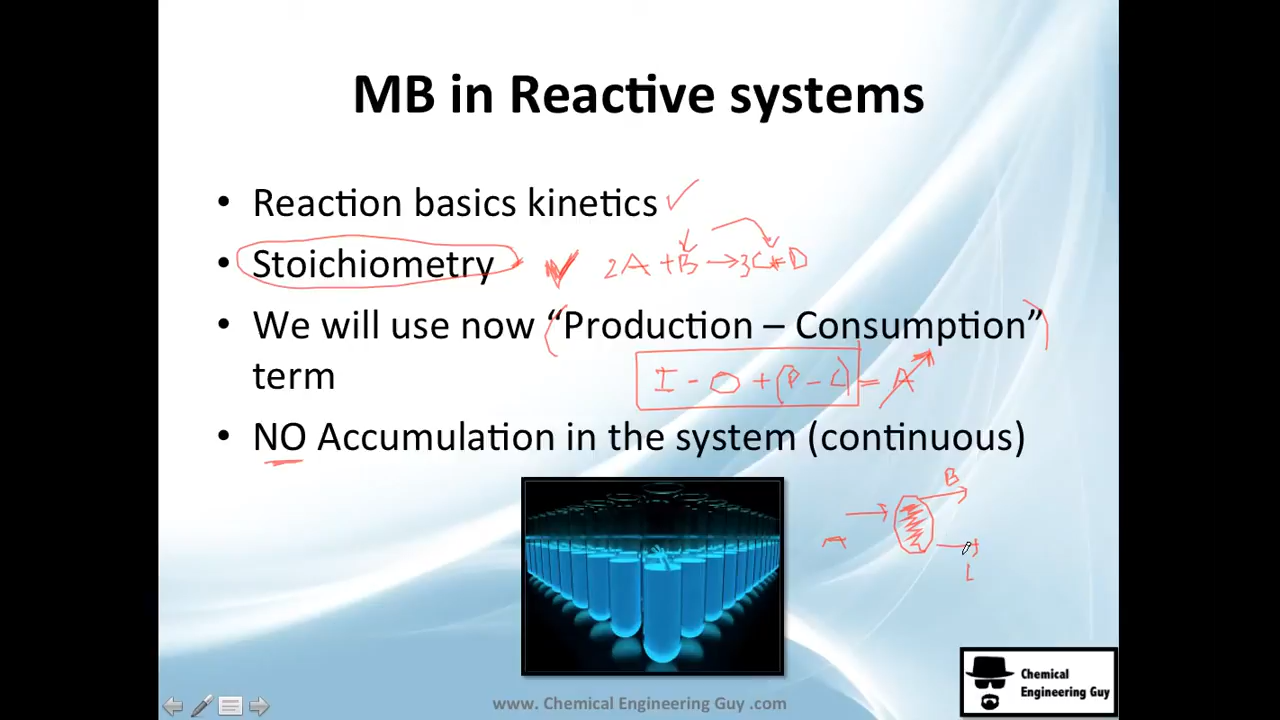 MB in Reactive systems
• Reaction basics kinetics ✓
• Stoichiometry ✓ 2A + B → 3C + D
• We will use now “Production – Consumption”
term
I - O + (P - C) = A
• NO Accumulation in the system (continuous)
B
A
Chemical
Engineering Guy
www. Chemical Engineering Guy .com